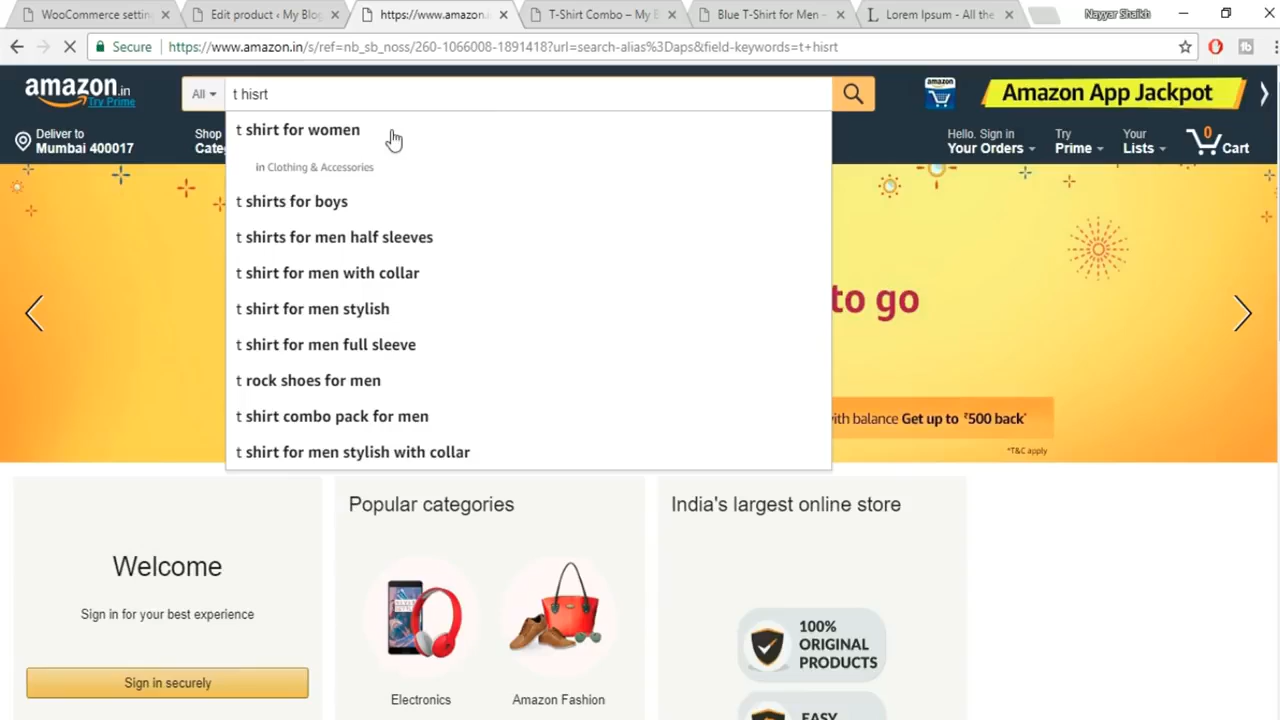 WooCommerce settin
Edit product ‹ My Blog
https://www.amazon.
T-Shirt Combo – My B
Blue T-Shirt for Men –
Lorem Ipsum - All the
Nayyar Shaikh
Secure
https://www.amazon.in/s/ref=nb_sb_noss/260-1066008-1891418?url=search-alias%3Daps&field-keywords=t+hisrt
amazon.in
Try Prime
All
t hisrt
amazon
Amazon App Jackpot
Deliver to
Mumbai 400017
Shop
Cate
Hello. Sign in
Your Orders
Try
Prime
Your
Lists
0
Cart
t shirt for women
in Clothing & Accessories
t shirts for boys
t shirts for men half sleeves
t shirt for men with collar
t shirt for men stylish
t shirt for men full sleeve
t rock shoes for men
t shirt combo pack for men
t shirt for men stylish with collar
to go
ith balance Get up to ₹500 back*
*T&C apply
Welcome
Sign in for your best experience
Sign in securely
Popular categories
Electronics
Amazon Fashion
India's largest online store
100%
ORIGINAL
PRODUCTS
EASY